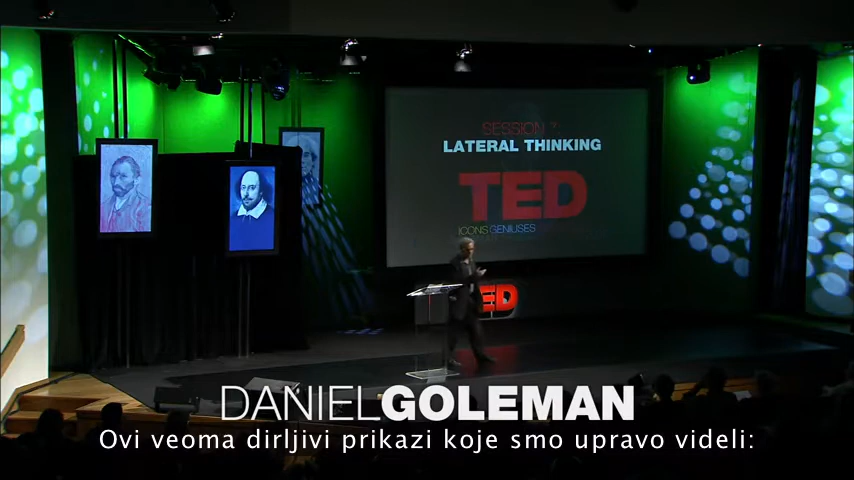 SESSION 7:
LATERAL THINKING
TED
ICONS GENIUSES
TED
DANIELGOLEMAN
Ovi veoma dirljivi prikazi koje smo upravo videli: